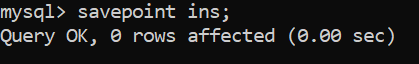 mysql> savepoint ins;
Query OK, 0 rows affected (0.00 sec)